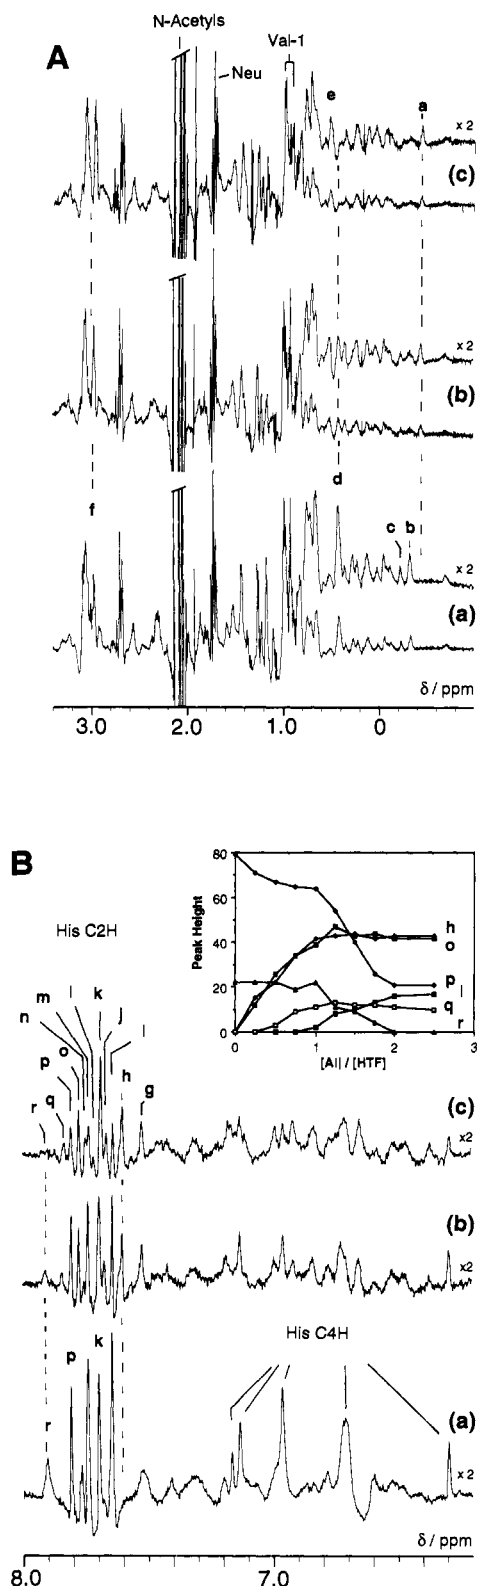 A
N-Acetyls
Val-1
Neu
e
a
x 2
(c)
x 2
(b)
f
d
c b
x 2
(a)
δ / ppm
3.0 2.0 1.0 0
B
His C2H
Peak Height
80
60
40
20
0
0 1 2 3
[Al] / [HTF]
h
o
p
l
q
r
n m l k j i
r q p o h g
(c)
x2
(b)
x2
His C4H
r p k
(a)
x 2
δ / ppm
8.0 7.0